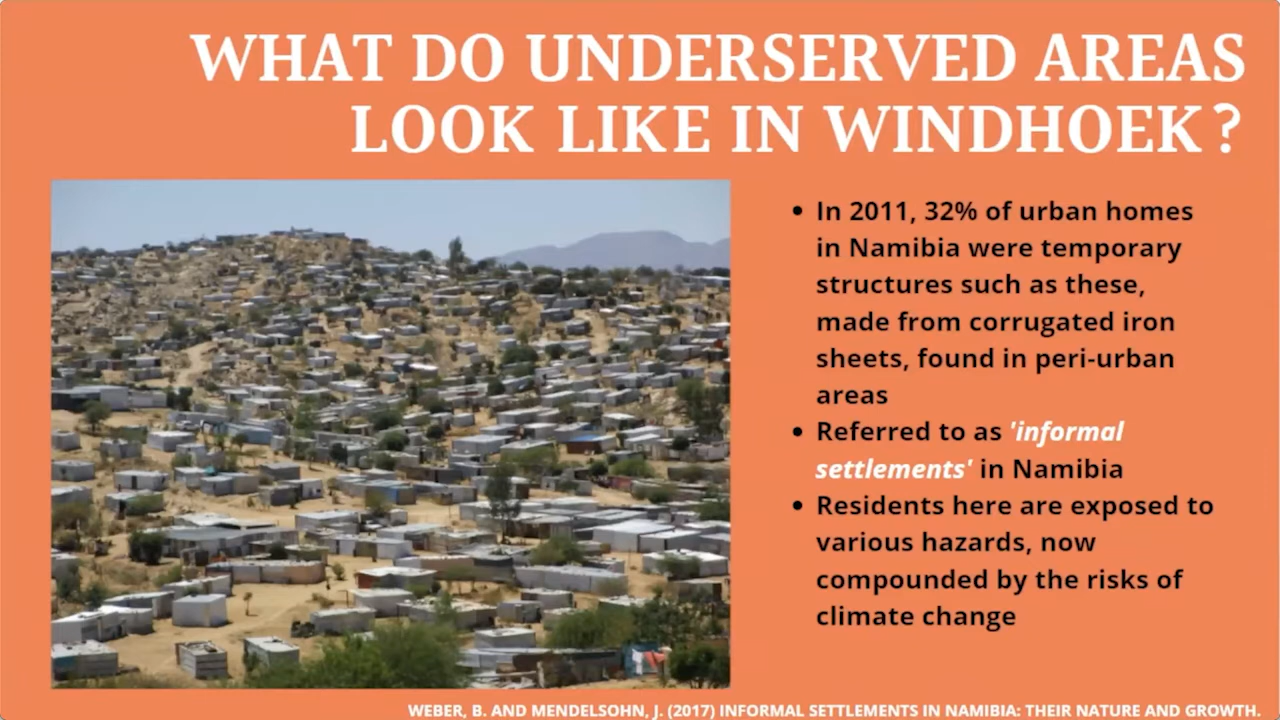 WHAT DO UNDERSERVED AREAS
LOOK LIKE IN WINDHOEK?
• In 2011, 32% of urban homes
in Namibia were temporary
structures such as these,
made from corrugated iron
sheets, found in peri-urban
areas
• Referred to as 'informal
settlements' in Namibia
• Residents here are exposed to
various hazards, now
compounded by the risks of
climate change
WEBER, B. AND MENDELSOHN, J. (2017) INFORMAL SETTLEMENTS IN NAMIBIA: THEIR NATURE AND GROWTH.